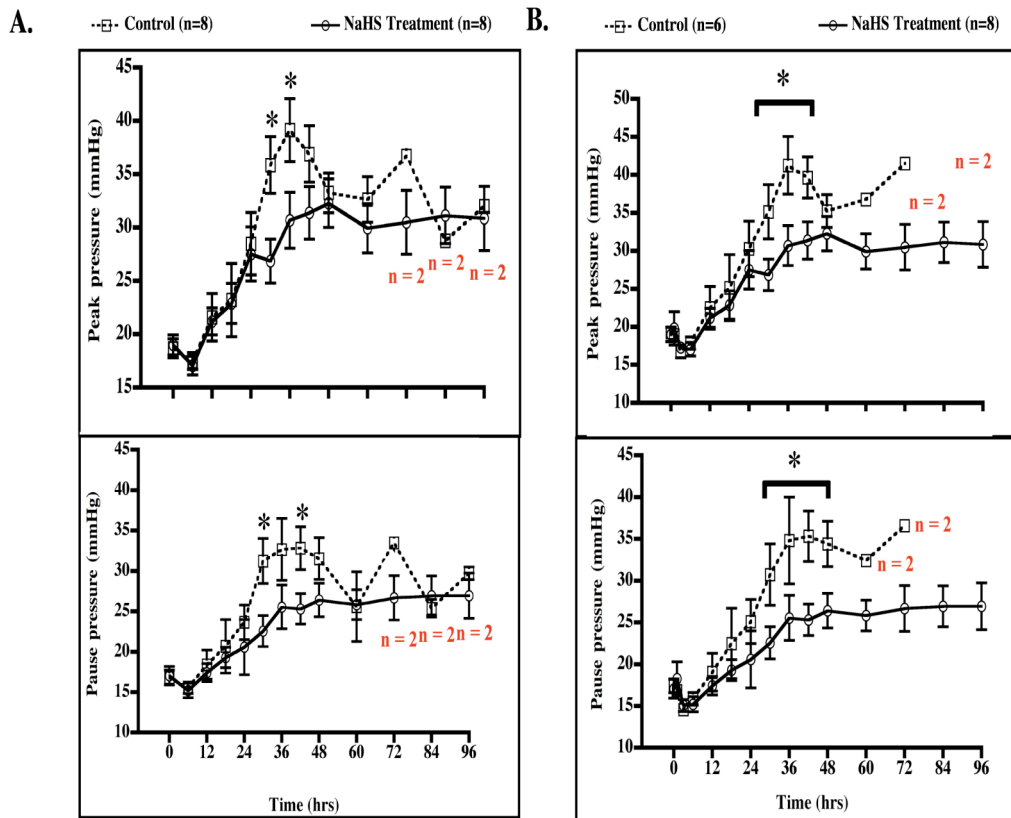 A.
Control (n=8)
NaHS Treatment (n=8)
Peak pressure (mmHg)
45
40
35
30
25
20
15
*
*
n = 2
n = 2
n = 2
Pause pressure (mmHg)
45
40
35
30
25
20
15
10
*
*
n = 2
n = 2
n = 2
0 12 24 36 48 60 72 84 96
Time (hrs)
B.
Control (n=6)
NaHS Treatment (n=8)
Peak pressure (mmHg)
50
45
40
35
30
25
20
15
10
*
n = 2
n = 2
Pause pressure (mmHg)
45
40
35
30
25
20
15
10
*
n = 2
n = 2
0 12 24 36 48 60 72 84 96
Time (hrs)